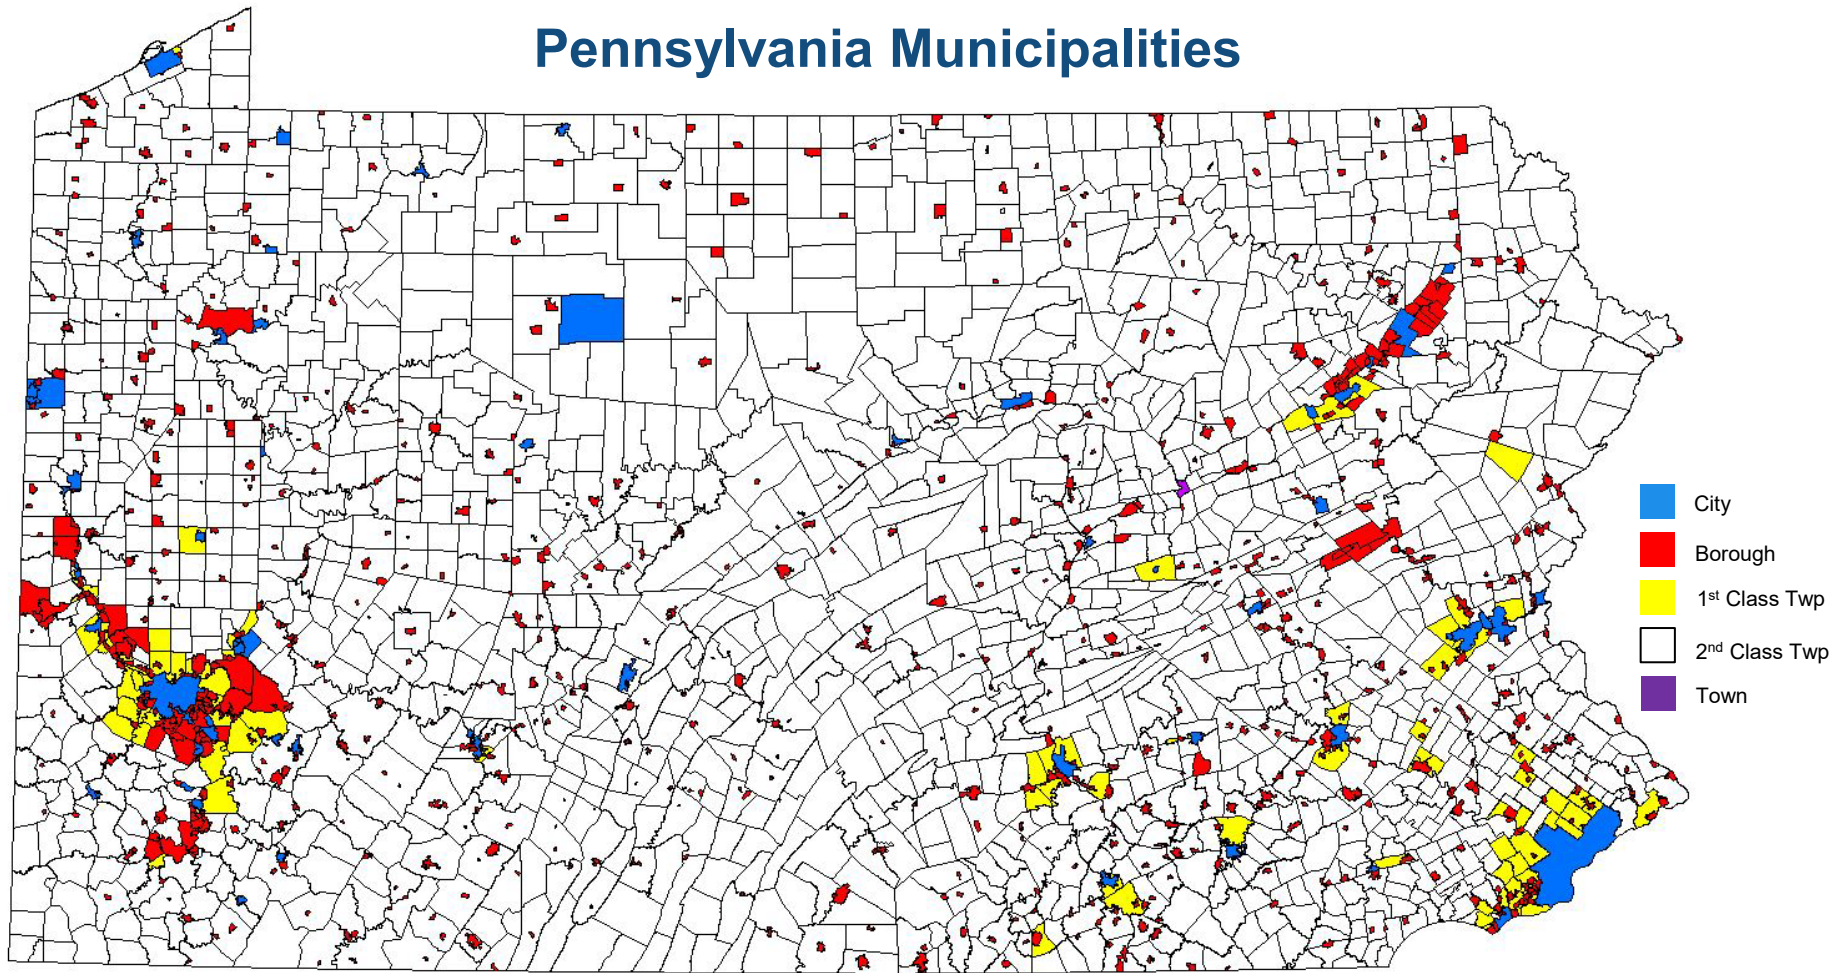 Pennsylvania Municipalities
City
Borough
1st Class Twp
2nd Class Twp
Town